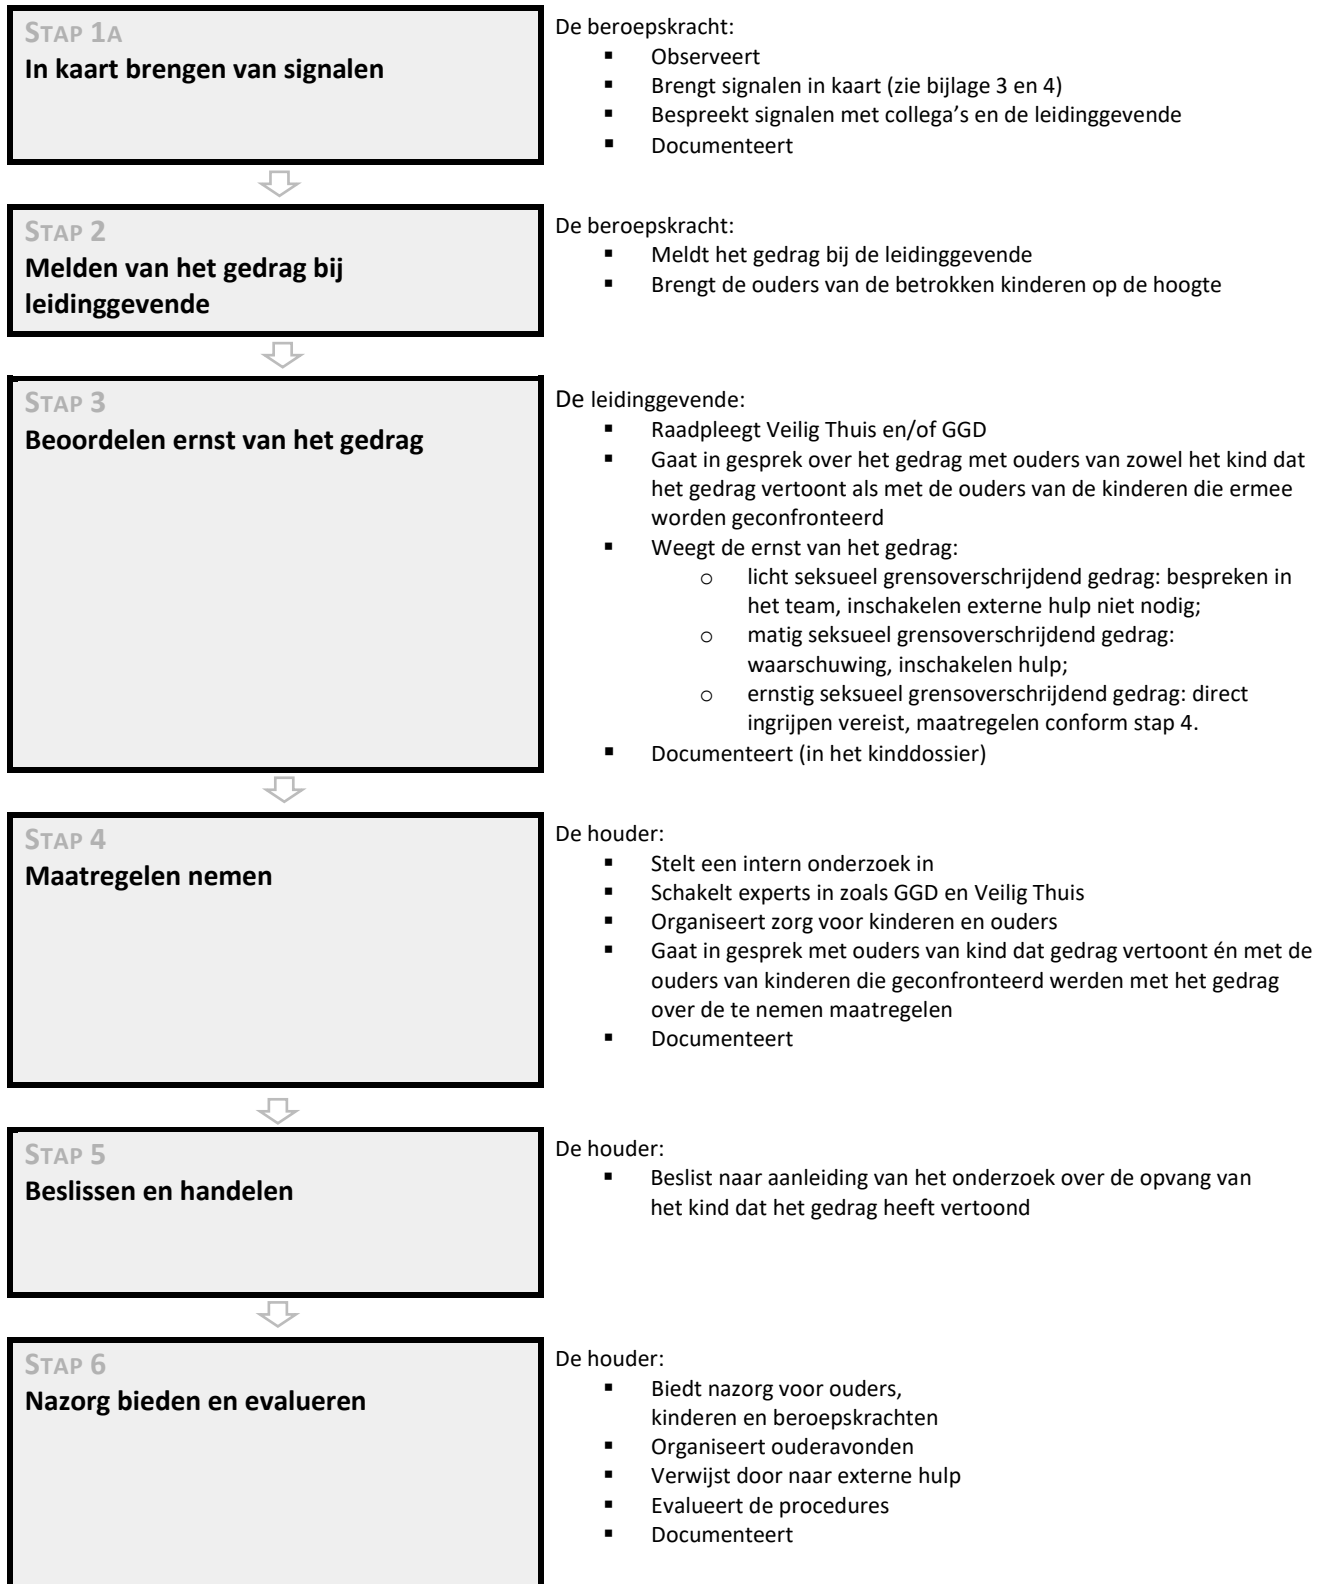 STAP 1A
In kaart brengen van signalen
De beroepskracht:
▪ Observeert
▪ Brengt signalen in kaart (zie bijlage 3 en 4)
▪ Bespreekt signalen met collega’s en de leidinggevende
▪ Documenteert
STAP 2
Melden van het gedrag bij
leidinggevende
De beroepskracht:
▪ Meldt het gedrag bij de leidinggevende
▪ Brengt de ouders van de betrokken kinderen op de hoogte
STAP 3
Beoordelen ernst van het gedrag
De leidinggevende:
▪ Raadpleegt Veilig Thuis en/of GGD
▪ Gaat in gesprek over het gedrag met ouders van zowel het kind dat
het gedrag vertoont als met de ouders van de kinderen die ermee
worden geconfronteerd
▪ Weegt de ernst van het gedrag:
o licht seksueel grensoverschrijdend gedrag: bespreken in
het team, inschakelen externe hulp niet nodig;
o matig seksueel grensoverschrijdend gedrag:
waarschuwing, inschakelen hulp;
o ernstig seksueel grensoverschrijdend gedrag: direct
ingrijpen vereist, maatregelen conform stap 4.
▪ Documenteert (in het kinddossier)
STAP 4
Maatregelen nemen
De houder:
▪ Stelt een intern onderzoek in
▪ Schakelt experts in zoals GGD en Veilig Thuis
▪ Organiseert zorg voor kinderen en ouders
▪ Gaat in gesprek met ouders van kind dat gedrag vertoont én met de
ouders van kinderen die geconfronteerd werden met het gedrag
over de te nemen maatregelen
▪ Documenteert
STAP 5
Beslissen en handelen
De houder:
▪ Beslist naar aanleiding van het onderzoek over de opvang van
het kind dat het gedrag heeft vertoond
STAP 6
Nazorg bieden en evalueren
De houder:
▪ Biedt nazorg voor ouders,
kinderen en beroepskrachten
▪ Organiseert ouderavonden
▪ Verwijst door naar externe hulp
▪ Evalueert de procedures
▪ Documenteert